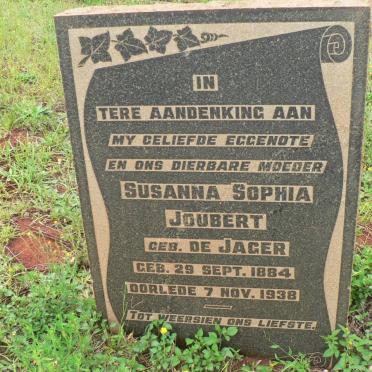 IN
TERE AANDENKING AAN
MY GELIEFDE EGGENOTE
EN ONS DIERBARE MOEDER
SUSANNA SOPHIA
JOUBERT
GEB. DE JAGER
GEB. 29 SEPT. 1884
OORLEDE 7 NOV. 1938
TOT WEERSIEN ONS LIEFSTE.